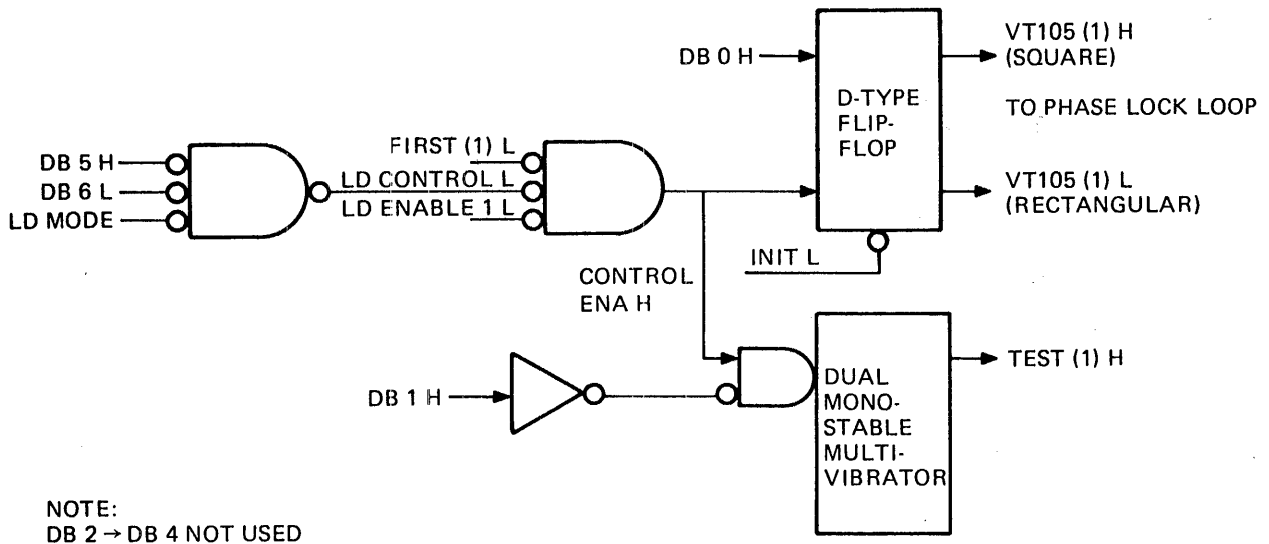 VT105 (1) H
(SQUARE)
DB 0 H
D-TYPE
FLIP-
FLOP
TO PHASE LOCK LOOP
FIRST (1) L
DB 5 H
LD CONTROL L
DB 6 L
LD ENABLE 1 L
LD MODE
VT105 (1) L
(RECTANGULAR)
INIT L
CONTROL
ENA H
TEST (1) H
DB 1 H
DUAL
MONO-
STABLE
MULTI-
VIBRATOR
NOTE:
DB 2 → DB 4 NOT USED